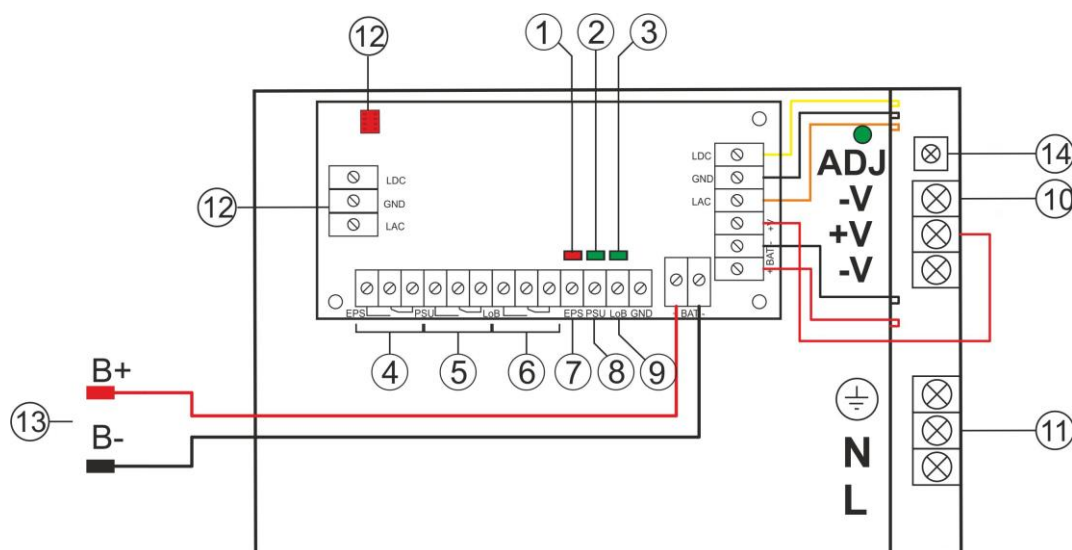 12
1
2
3
LDC
GND
LAC
12
LDC
GND
LAC
+V
+ BAT -
ADJ
-V
+V
-V
14
10
EPS
PSU
LoB
EPS PSU LoB GND
+ BAT -
4
5
6
7
8
9
B+
13
B-
N
L
11